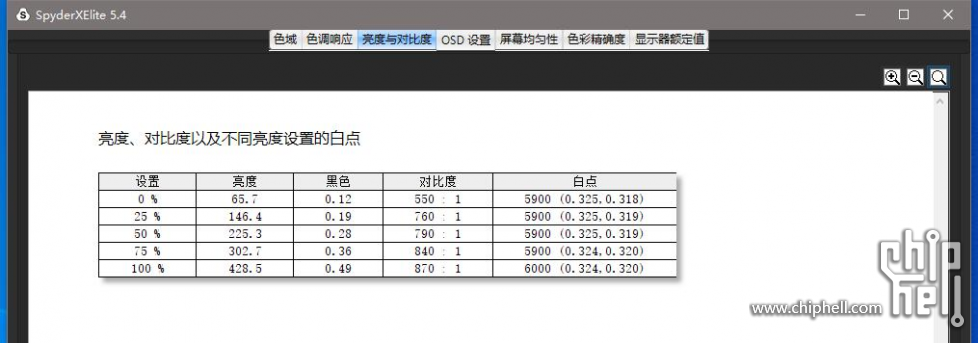 SpyderXElite 5.4
色域 色调响应 亮度与对比度 OSD 设置 屏幕均匀性 色彩精确度 显示器额定值
亮度、对比度以及不同亮度设置的白点
设置 亮度 黑色 对比度 白点
0 % 65.7 0.12 550 : 1 5900 (0.325,0.318)
25 % 146.4 0.19 760 : 1 5900 (0.325,0.319)
50 % 225.3 0.28 790 : 1 5900 (0.325,0.319)
75 % 302.7 0.36 840 : 1 5900 (0.324,0.320)
100 % 428.5 0.49 870 : 1 6000 (0.324,0.320)
chip
hell
www.chiphell.com